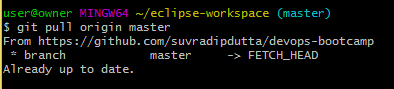 user@owner MINGW64 ~/eclipse-workspace (master)
$ git pull origin master
From https://github.com/suvradipdutta/devops-bootcamp
 * branch            master     -> FETCH_HEAD
Already up to date.